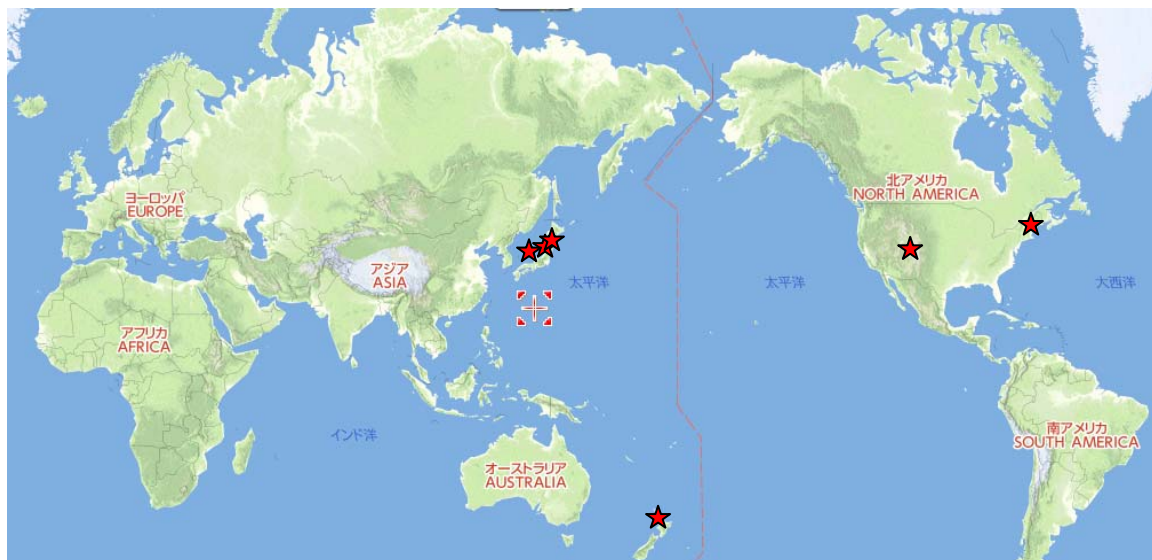 北アメリカ
NORTH AMERICA
ヨーロッパ
EUROPE
アジア
ASIA
太平洋
太平洋
大西洋
アフリカ
AFRICA
インド洋
南アメリカ
SOUTH AMERICA
オーストラリア
AUSTRALIA